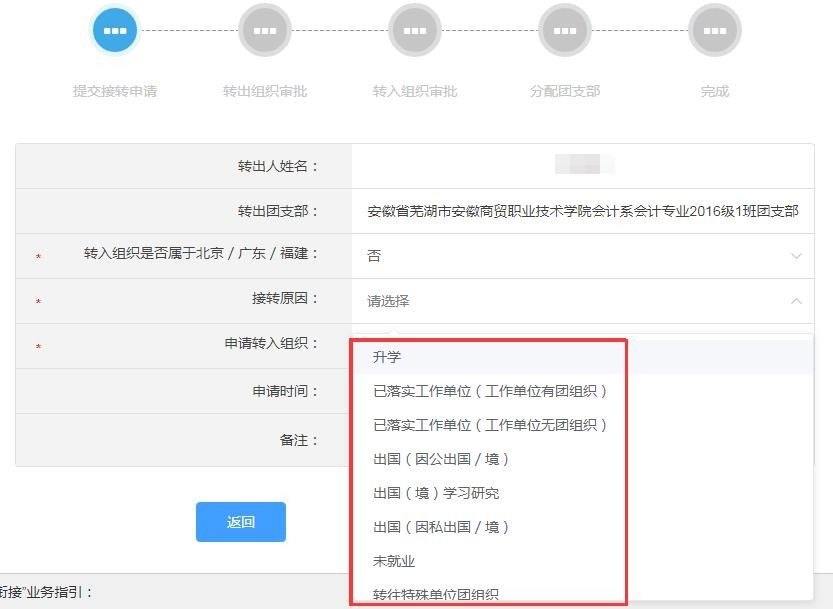 提交接转申请
转出组织审批
转入组织审批
分配团支部
完成
转出人姓名：
转出团支部：
安徽省芜湖市安徽商贸职业技术学院会计系会计专业2016级1班团支部
* 转入组织是否属于北京／广东／福建：
否
* 接转原因：
请选择
* 申请转入组织：
申请时间：
备注：
升学
已落实工作单位（工作单位有团组织）
已落实工作单位（工作单位无团组织）
出国（因公出国／境）
出国（境）学习研究
出国（因私出国／境）
未就业
转往特殊单位团组织
返回
衔接”业务指引：